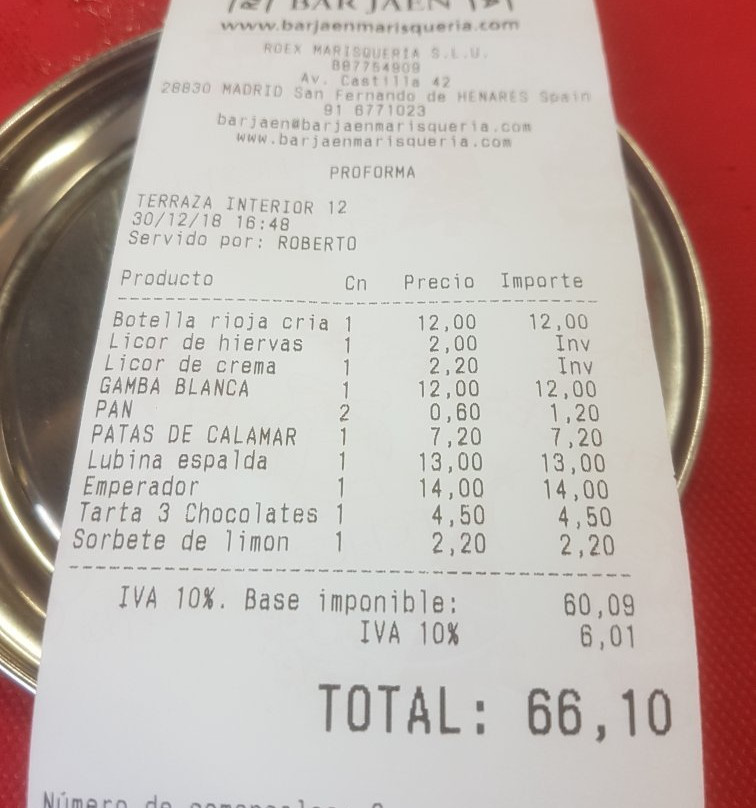 BAR JAEN
www.barjaenmarisqueria.com
ROEX MARISQUERIA S.L.U.
B87754909
Av. Castilla 42
28830 MADRID San Fernando de HENARES Spain
91 6771023
barjaen@barjaenmarisqueria.com
www.barjaenmarisqueria.com
PROFORMA
TERRAZA INTERIOR 12
30/12/18 16:48
Servido por: ROBERTO
Producto Cn Precio Importe
Botella rioja cria 1 12,00 12,00
Licor de hiervas 1 2,00 Inv
Licor de crema 1 2,20 Inv
GAMBA BLANCA 1 12,00 12,00
PAN 2 0,60 1,20
PATAS DE CALAMAR 1 7,20 7,20
Lubina espalda 1 13,00 13,00
Emperador 1 14,00 14,00
Tarta 3 Chocolates 1 4,50 4,50
Sorbete de limon 1 2,20 2,20
IVA 10%. Base imponible: 60,09
IVA 10% 6,01
TOTAL: 66,10
Número de